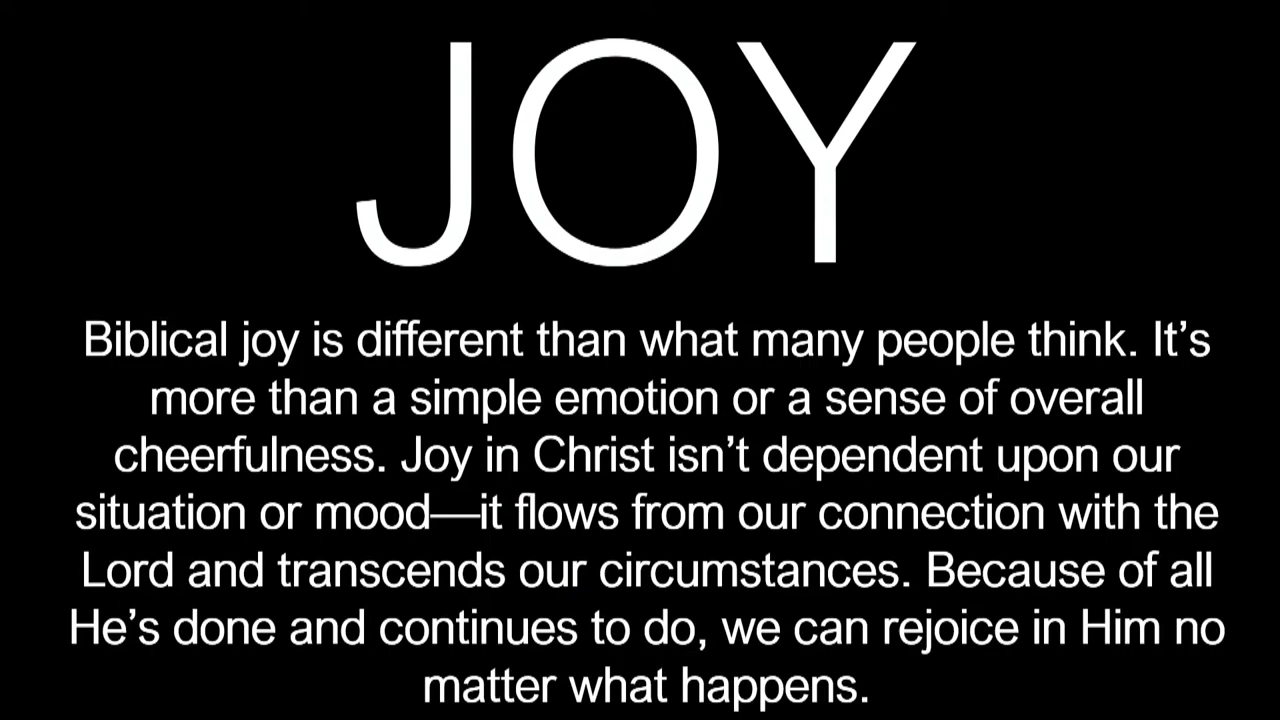 JOY
Biblical joy is different than what many people think. It’s
more than a simple emotion or a sense of overall
cheerfulness. Joy in Christ isn’t dependent upon our
situation or mood—it flows from our connection with the
Lord and transcends our circumstances. Because of all
He’s done and continues to do, we can rejoice in Him no
matter what happens.